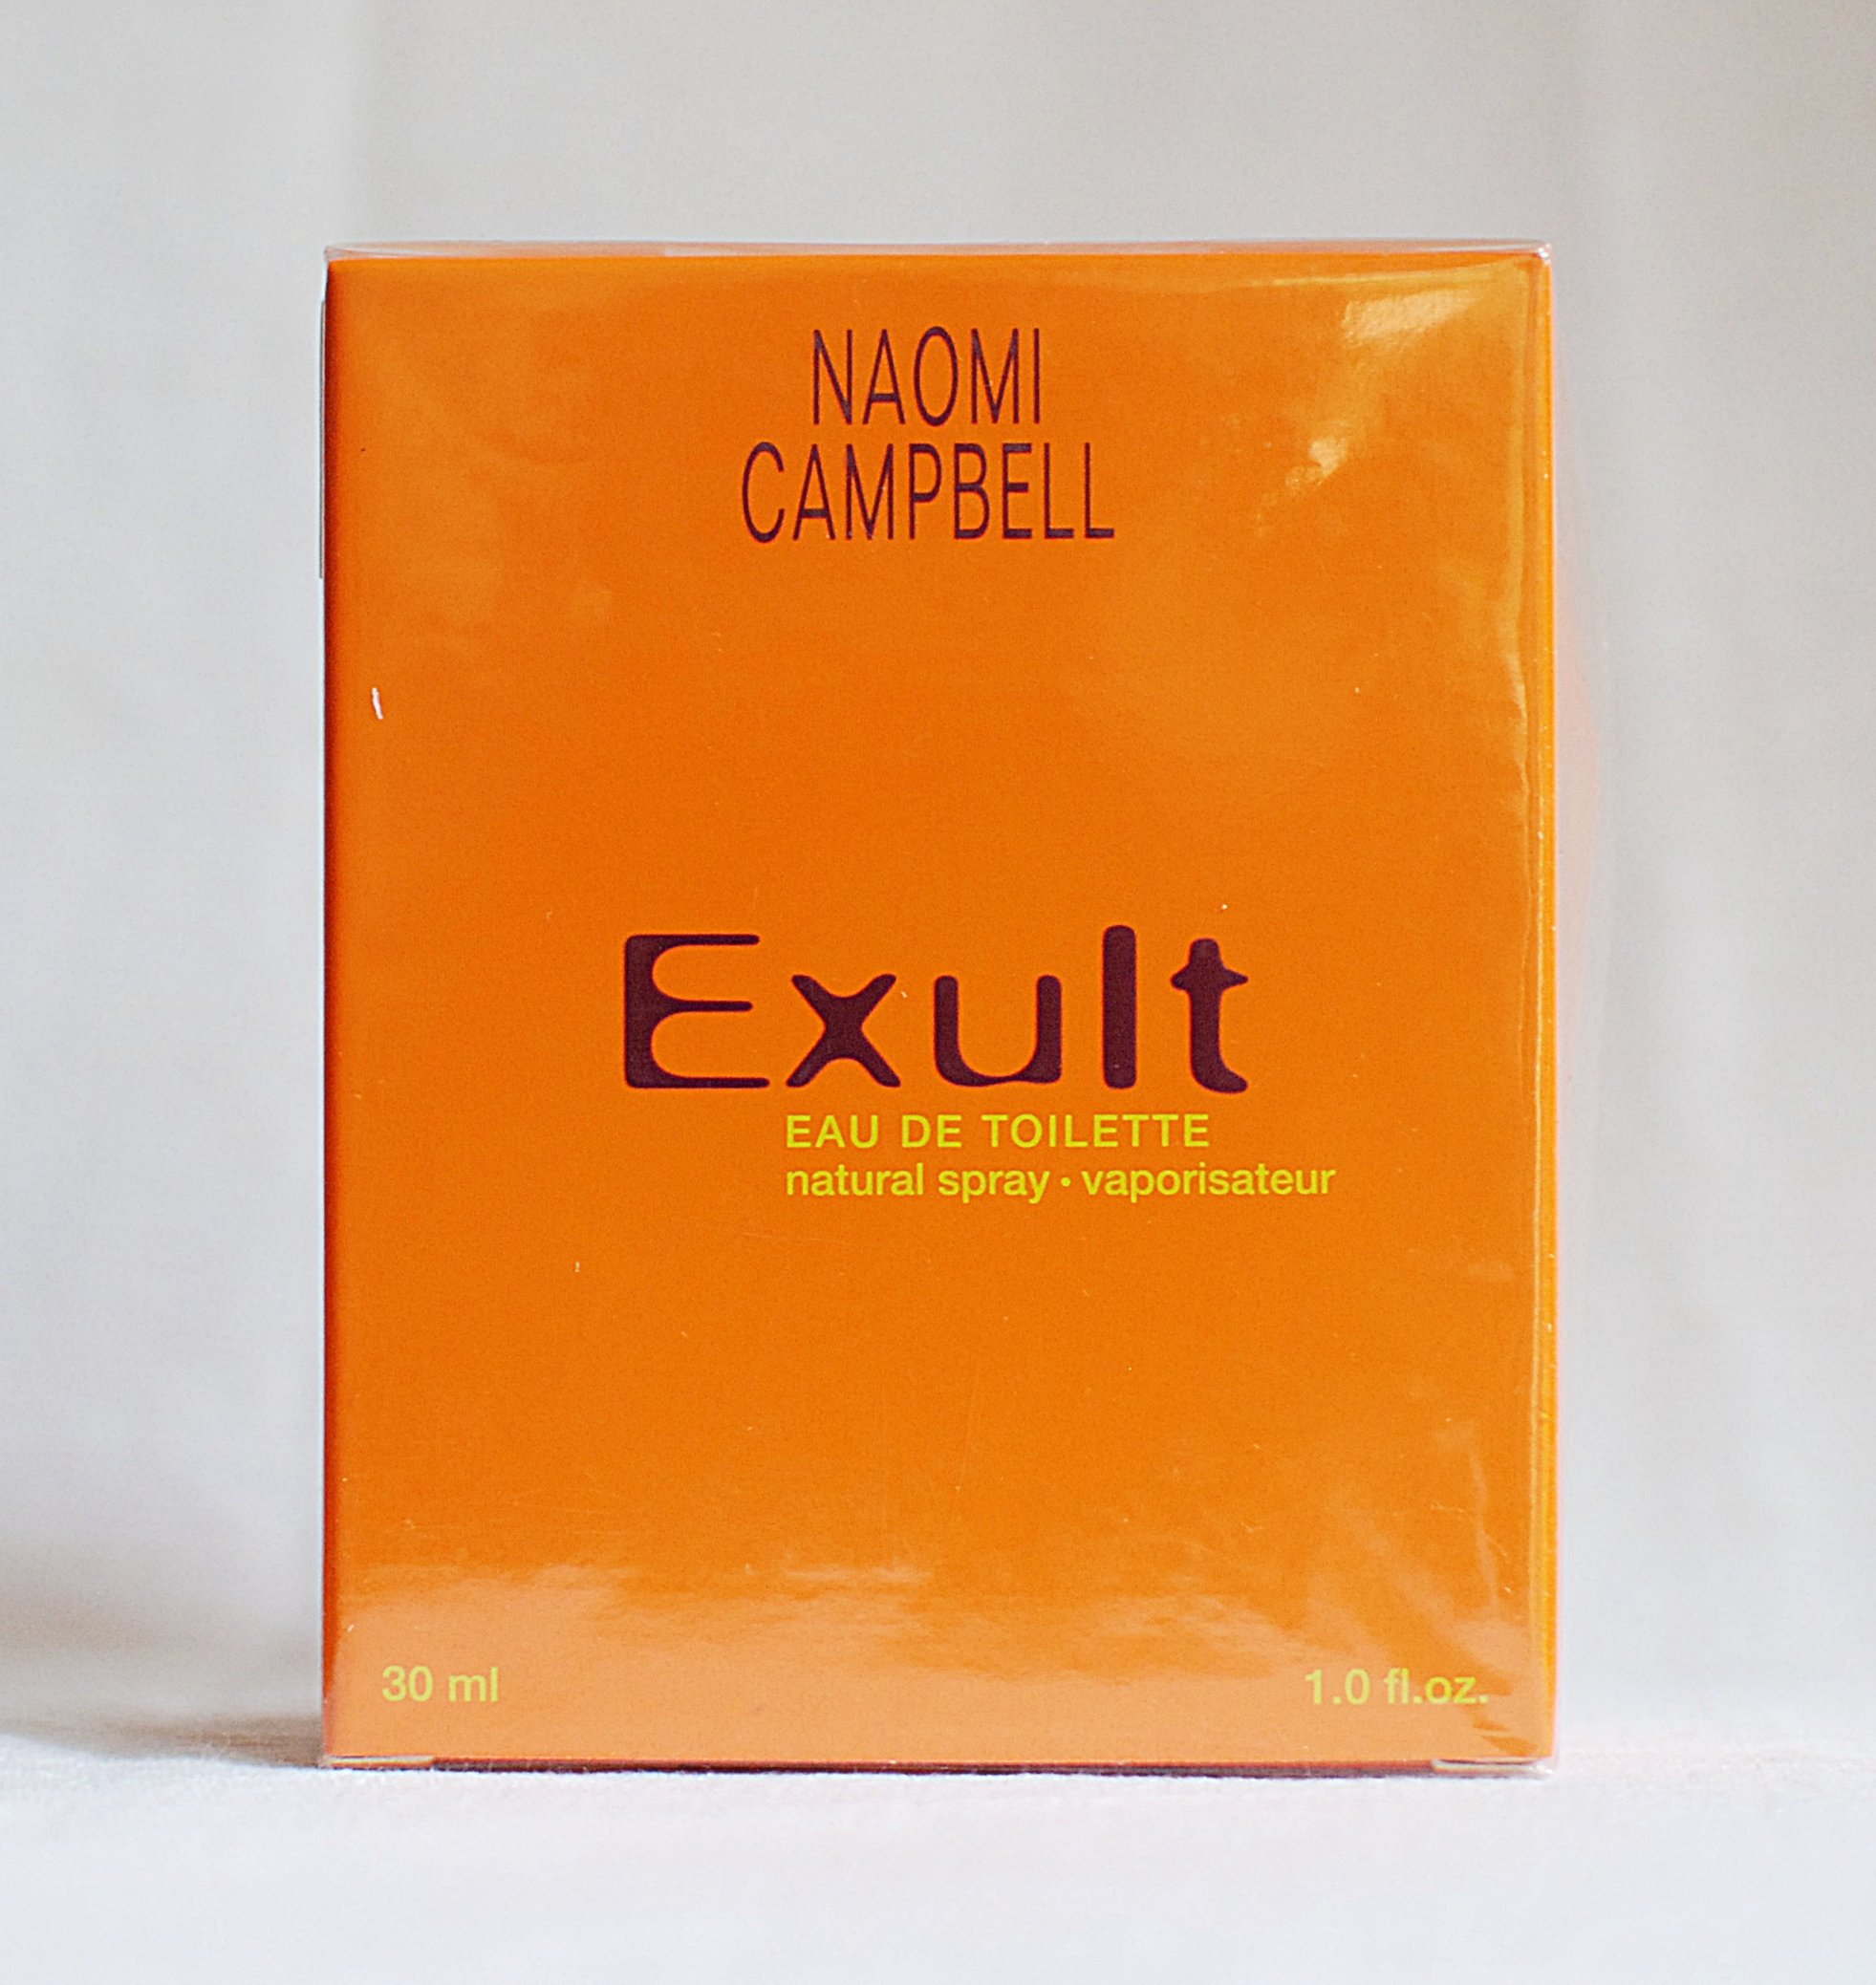 NAOMI
CAMPBELL
Exult
EAU DE TOILETTE
natural spray · vaporisateur
30 ml
1.0 fl.oz.